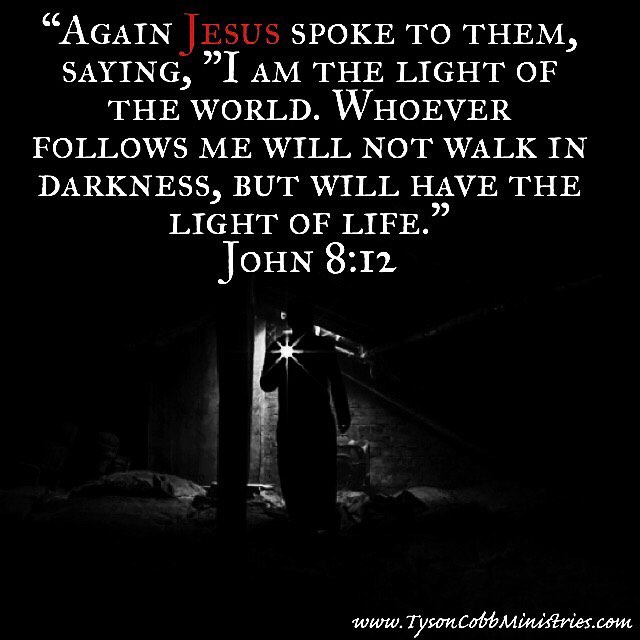 “Again Jesus spoke to them,
saying, ”I am the light of
the world. Whoever
follows me will not walk in
darkness, but will have the
light of life.”
John 8:12
www.TysonCobbMinistries.com